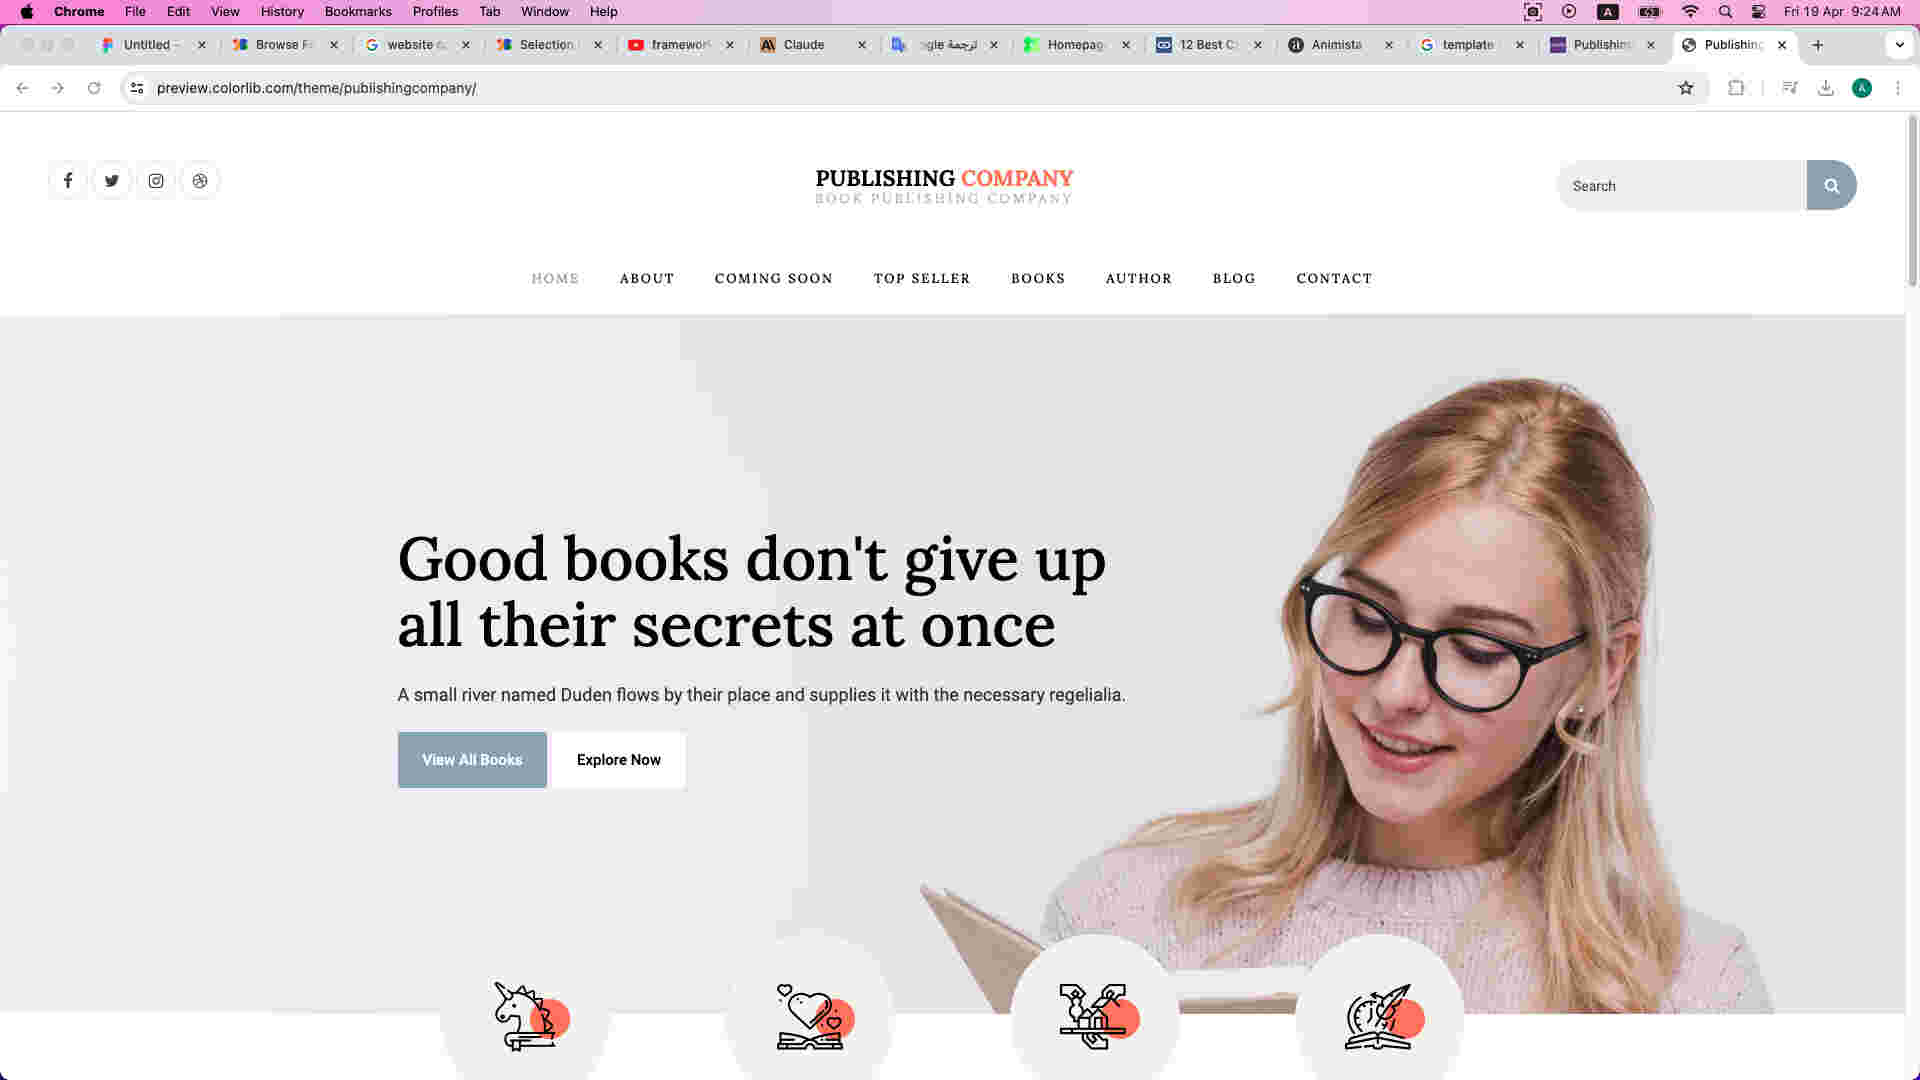 Chrome File Edit View History Bookmarks Profiles Tab Window Help A Fri 19 Apr 9:24 AM
Untitled - Browse F website Selection YouTube framewor Claude ogle ترجمة Homepag 12 Best C Animista template Publishin Publishing
preview.colorlib.com/theme/publishingcompany/ A
PUBLISHING COMPANY
BOOK PUBLISHING COMPANY
Search
HOME ABOUT COMING SOON TOP SELLER BOOKS AUTHOR BLOG CONTACT
Good books don't give up
all their secrets at once
A small river named Duden flows by their place and supplies it with the necessary regelialia.
View All Books Explore Now